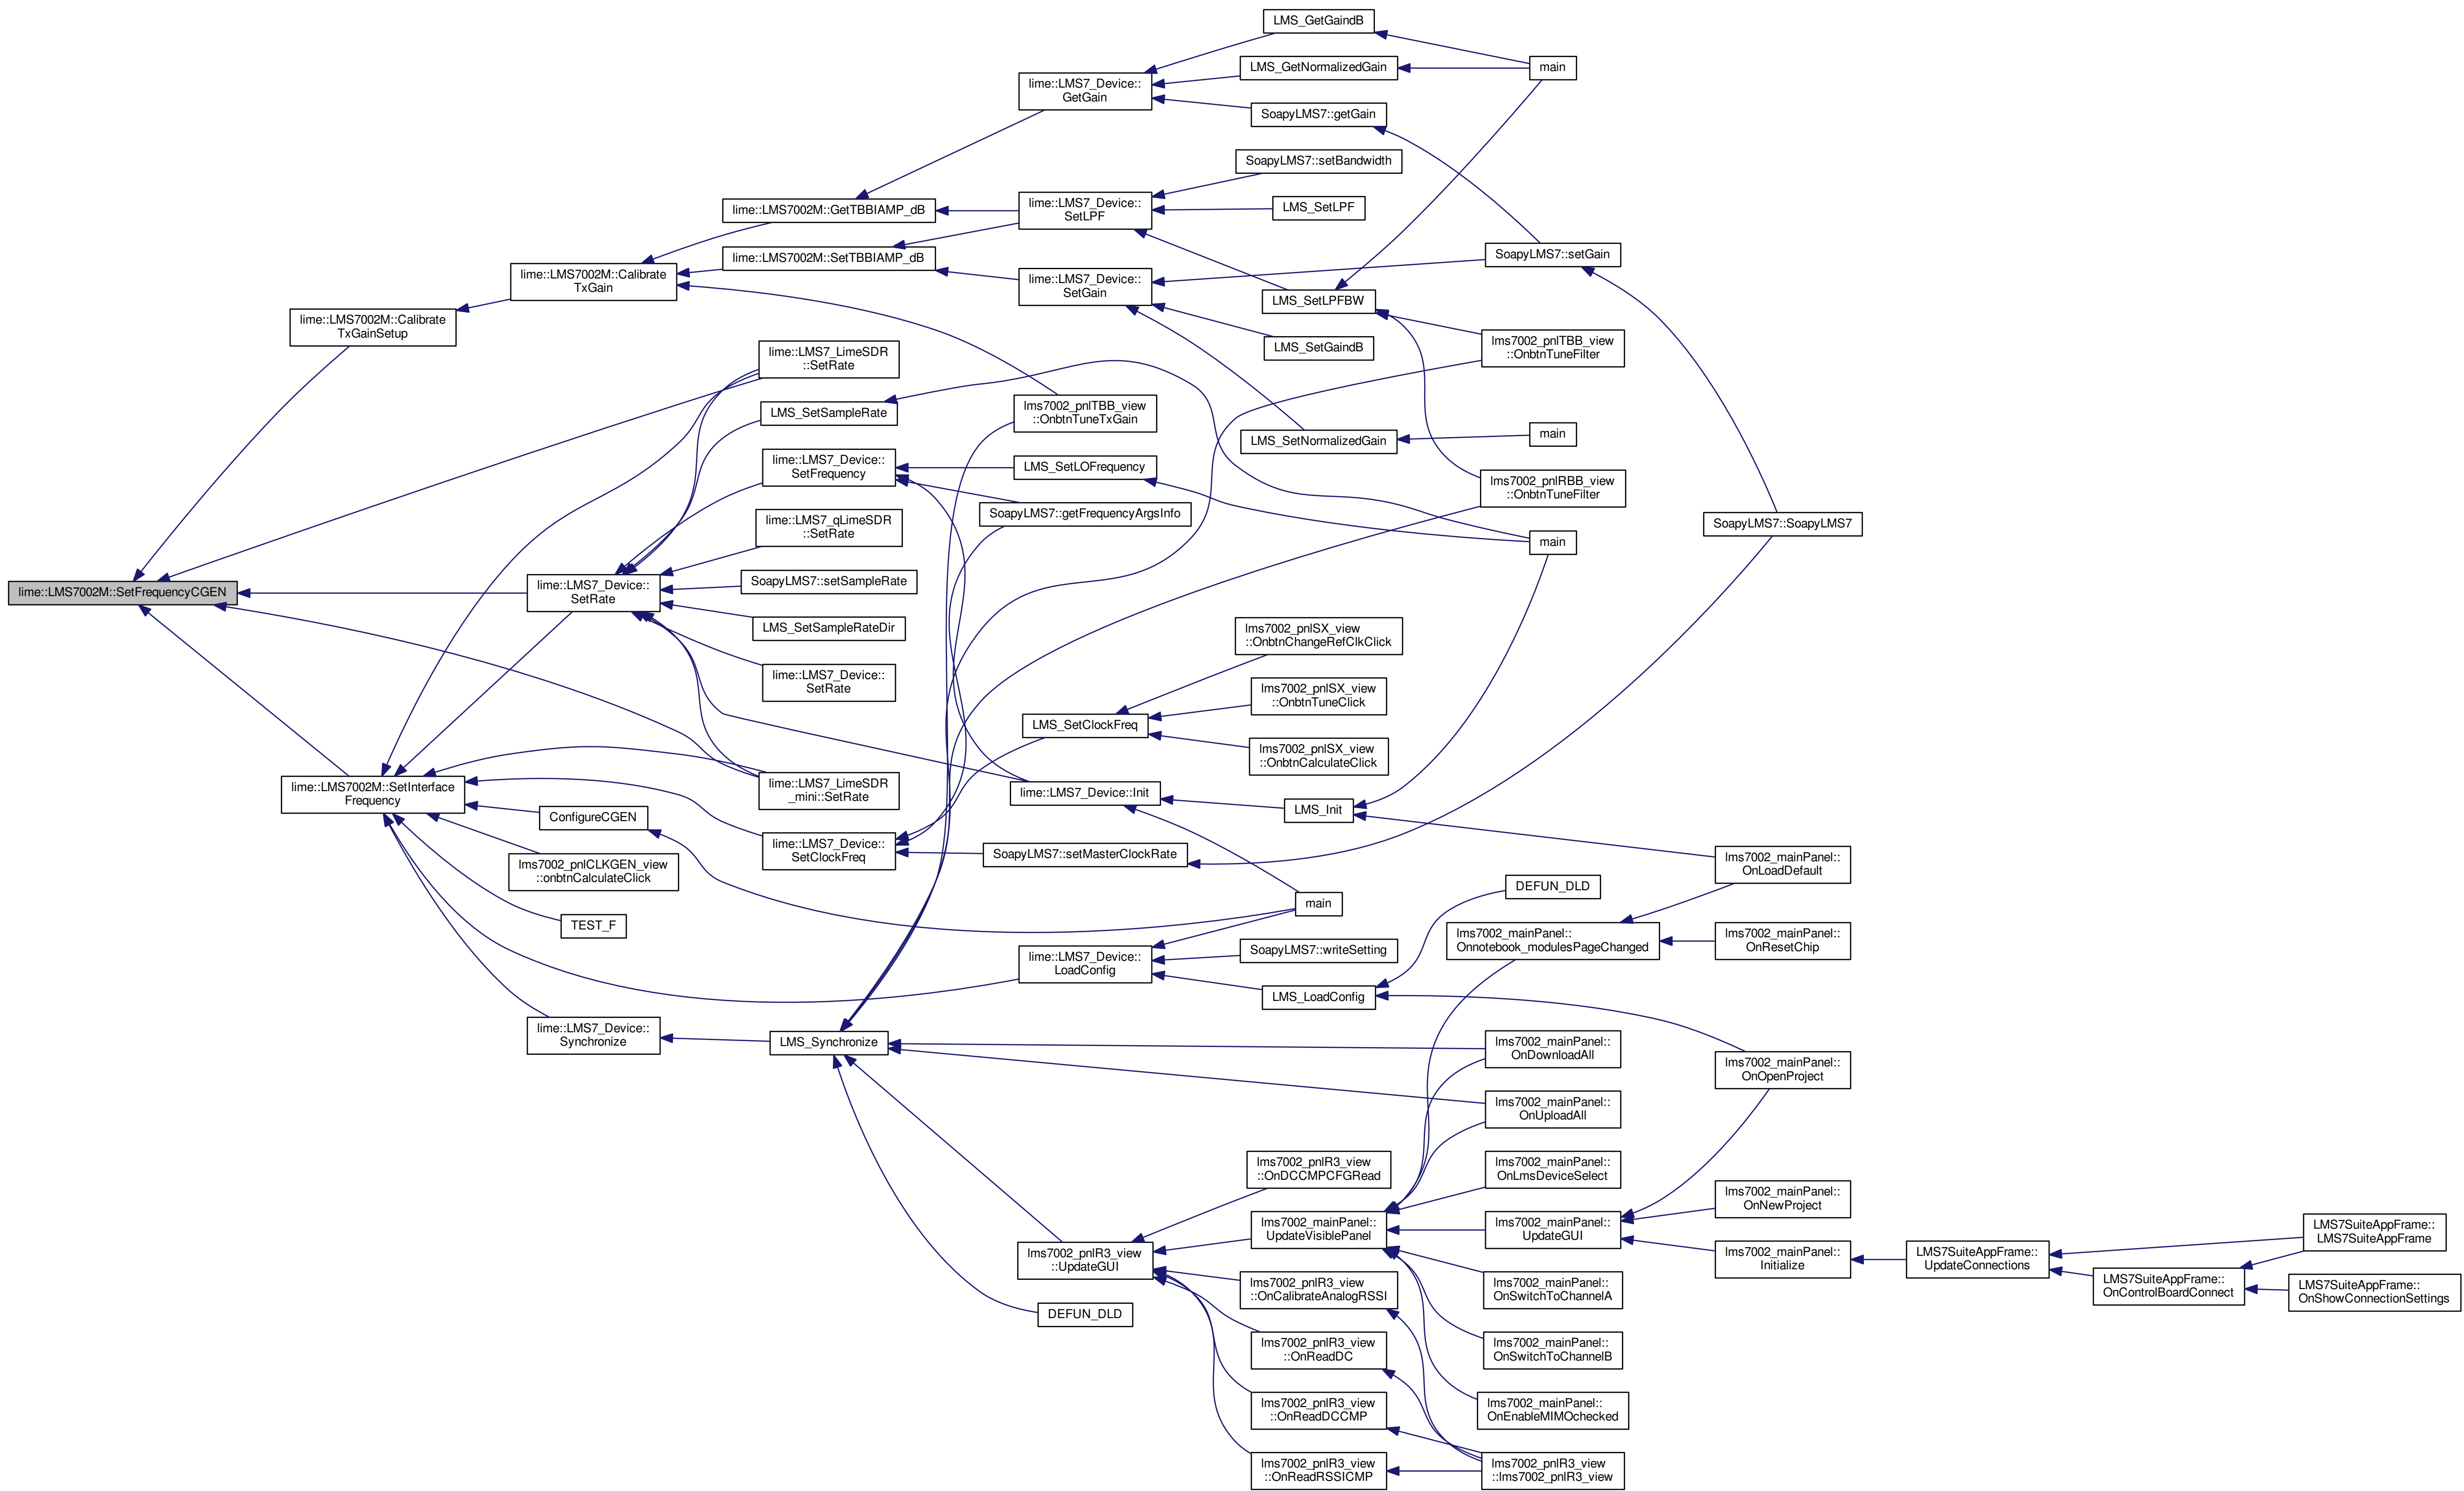 lime::LMS7002M::SetFrequencyCGEN
lime::LMS7002M::Calibrate
TxGainSetup
lime::LMS7002M::SetInterface
Frequency
lime::LMS7002M::Calibrate
TxGain
lime::LMS7_Device::
SetRate
ConfigureCGEN
lms7002_pnlCLKGEN_view
::onbtnCalculateClick
TEST_F
lime::LMS7_Device::
Synchronize
lime::LMS7002M::GetTBBIAMP_dB
lime::LMS7002M::SetTBBIAMP_dB
lime::LMS7_LimeSDR
::SetRate
LMS_SetSampleRate
lime::LMS7_Device::
SetFrequency
lime::LMS7_qLimeSDR
::SetRate
SoapyLMS7::setSampleRate
LMS_SetSampleRateDir
lime::LMS7_Device::
SetRate
lime::LMS7_LimeSDR
_mini::SetRate
lime::LMS7_Device::
SetClockFreq
LMS_Synchronize
lime::LMS7_Device::
GetGain
lime::LMS7_Device::
SetLPF
lime::LMS7_Device::
SetGain
lms7002_pnlTBB_view
::OnbtnTuneTxGain
LMS_SetLOFrequency
SoapyLMS7::getFrequencyArgsInfo
LMS_SetClockFreq
lime::LMS7_Device::Init
SoapyLMS7::setMasterClockRate
lime::LMS7_Device::
LoadConfig
lms7002_pnlR3_view
::UpdateGUI
DEFUN_DLD
LMS_GetGaindB
LMS_GetNormalizedGain
SoapyLMS7::getGain
SoapyLMS7::setBandwidth
LMS_SetLPF
LMS_SetLPFBW
LMS_SetGaindB
LMS_SetNormalizedGain
lms7002_pnlSX_view
::OnbtnChangeRefClkClick
lms7002_pnlSX_view
::OnbtnTuneClick
lms7002_pnlSX_view
::OnbtnCalculateClick
LMS_Init
main
SoapyLMS7::writeSetting
LMS_LoadConfig
lms7002_pnlR3_view
::OnDCCMPCFGRead
lms7002_mainPanel::
UpdateVisiblePanel
lms7002_pnlR3_view
::OnCalibrateAnalogRSSI
lms7002_pnlR3_view
::OnReadDC
lms7002_pnlR3_view
::OnReadDCCMP
lms7002_pnlR3_view
::OnReadRSSICMP
main
SoapyLMS7::setGain
lms7002_pnlTBB_view
::OnbtnTuneFilter
main
lms7002_pnlRBB_view
::OnbtnTuneFilter
main
DEFUN_DLD
lms7002_mainPanel::
Onnotebook_modulesPageChanged
lms7002_mainPanel::
OnDownloadAll
lms7002_mainPanel::
OnUploadAll
lms7002_mainPanel::
OnLmsDeviceSelect
lms7002_mainPanel::
UpdateGUI
lms7002_mainPanel::
OnSwitchToChannelA
lms7002_mainPanel::
OnSwitchToChannelB
lms7002_mainPanel::
OnEnableMIMOchecked
lms7002_pnlR3_view
::lms7002_pnlR3_view
SoapyLMS7::SoapyLMS7
lms7002_mainPanel::
OnLoadDefault
lms7002_mainPanel::
OnResetChip
lms7002_mainPanel::
OnOpenProject
lms7002_mainPanel::
OnNewProject
lms7002_mainPanel::
Initialize
LMS7SuiteAppFrame::
UpdateConnections
LMS7SuiteAppFrame::
OnControlBoardConnect
LMS7SuiteAppFrame::
LMS7SuiteAppFrame
LMS7SuiteAppFrame::
OnShowConnectionSettings